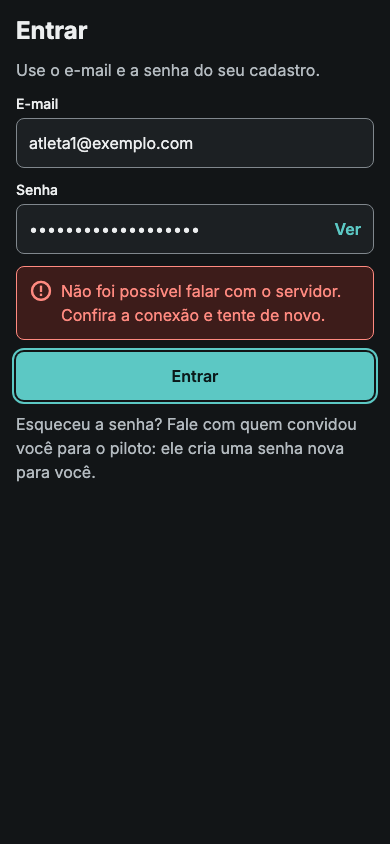 Entrar
Use o e-mail e a senha do seu cadastro.
E-mail
atleta1@exemplo.com
Senha
•••••••••••••••••••
Ver
Não foi possível falar com o servidor.
Confira a conexão e tente de novo.
Entrar
Esqueceu a senha? Fale com quem convidou
você para o piloto: ele cria uma senha nova
para você.